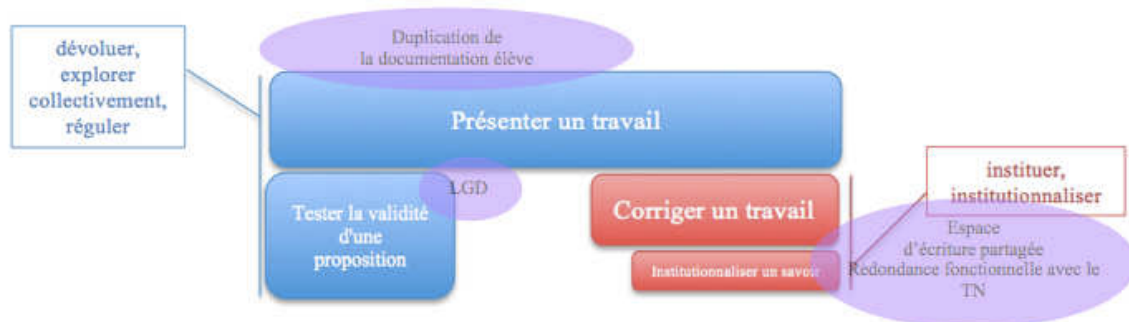 Duplication de
la documentation élève
dévoluer,
explorer
collectivement,
réguler
Présenter un travail
LGD
Tester la validité
d'une
proposition
Corriger un travail
Institutionnaliser un savoir
instituer,
institutionnaliser
Espace
d'écriture partagée
Redondance fonctionnelle avec le
TN